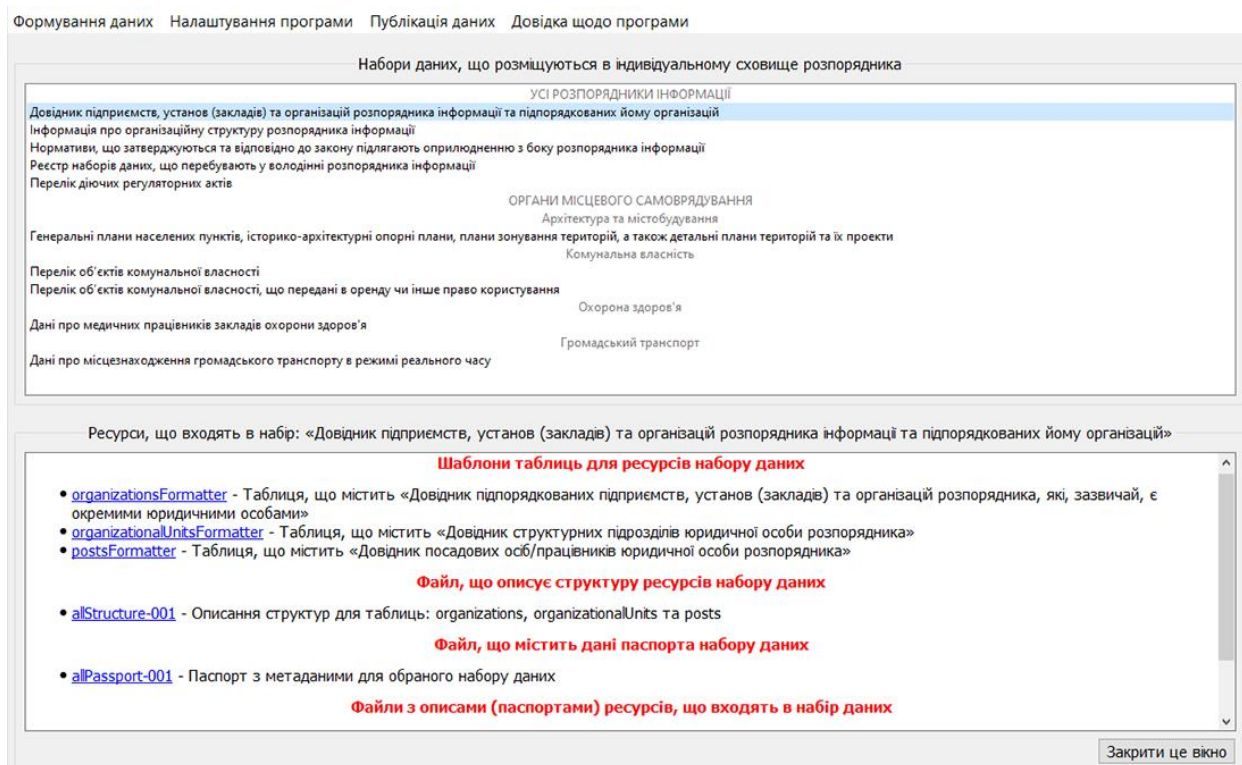 Формування даних Налаштування програми Публікація даних Довідка щодо програми
Набори даних, що розміщуються в індивідуальному сховище розпорядника
УСІ РОЗПОРЯДНИКИ ІНФОРМАЦІЇ
Довідник підприємств, установ (закладів) та організацій розпорядника інформації та підпорядкованих йому організацій
Інформація про організаційну структуру розпорядника інформації
Нормативи, що затверджуються та відповідно до закону підлягають оприлюдненню з боку розпорядника інформації
Реєстр наборів даних, що перебувають у володінні розпорядника інформації
Перелік діючих регуляторних актів
ОРГАНИ МІСЦЕВОГО САМОВРЯДУВАННЯ
Архітектура та містобудування
Генеральні плани населених пунктів, історико-архітектурні опорні плани, плани зонування територій, а також детальні плани територій та їх проекти
Комунальна власність
Перелік об'єктів комунальної власності
Перелік об'єктів комунальної власності, що передані в оренду чи інше право користування
Охорона здоров'я
Дані про медичних працівників закладів охорони здоров'я
Громадський транспорт
Дані про місцезнаходження громадського транспорту в режимі реального часу
Ресурси, що входять в набір: «Довідник підприємств, установ (закладів) та організацій розпорядника інформації та підпорядкованих йому організацій»
Шаблони таблиць для ресурсів набору даних
• organizationsFormatter - Таблиця, що містить «Довідник підпорядкованих підприємств, установ (закладів) та організацій розпорядника, які, зазвичай, є
окремими юридичними особами»
• organizationalUnitsFormatter - Таблиця, що містить «Довідник структурних підрозділів юридичної особи розпорядника»
• postsFormatter - Таблиця, що містить «Довідник посадових осіб/працівників юридичної особи розпорядника»
Файл, що описує структуру ресурсів набору даних
• allStructure-001 - Описання структур для таблиць: organizations, organizationalUnits та posts
Файл, що містить дані паспорта набору даних
• allPassport-001 - Паспорт з метаданими для обраного набору даних
Файли з описами (паспортами) ресурсів, що входять в набір даних
Закрити це вікно